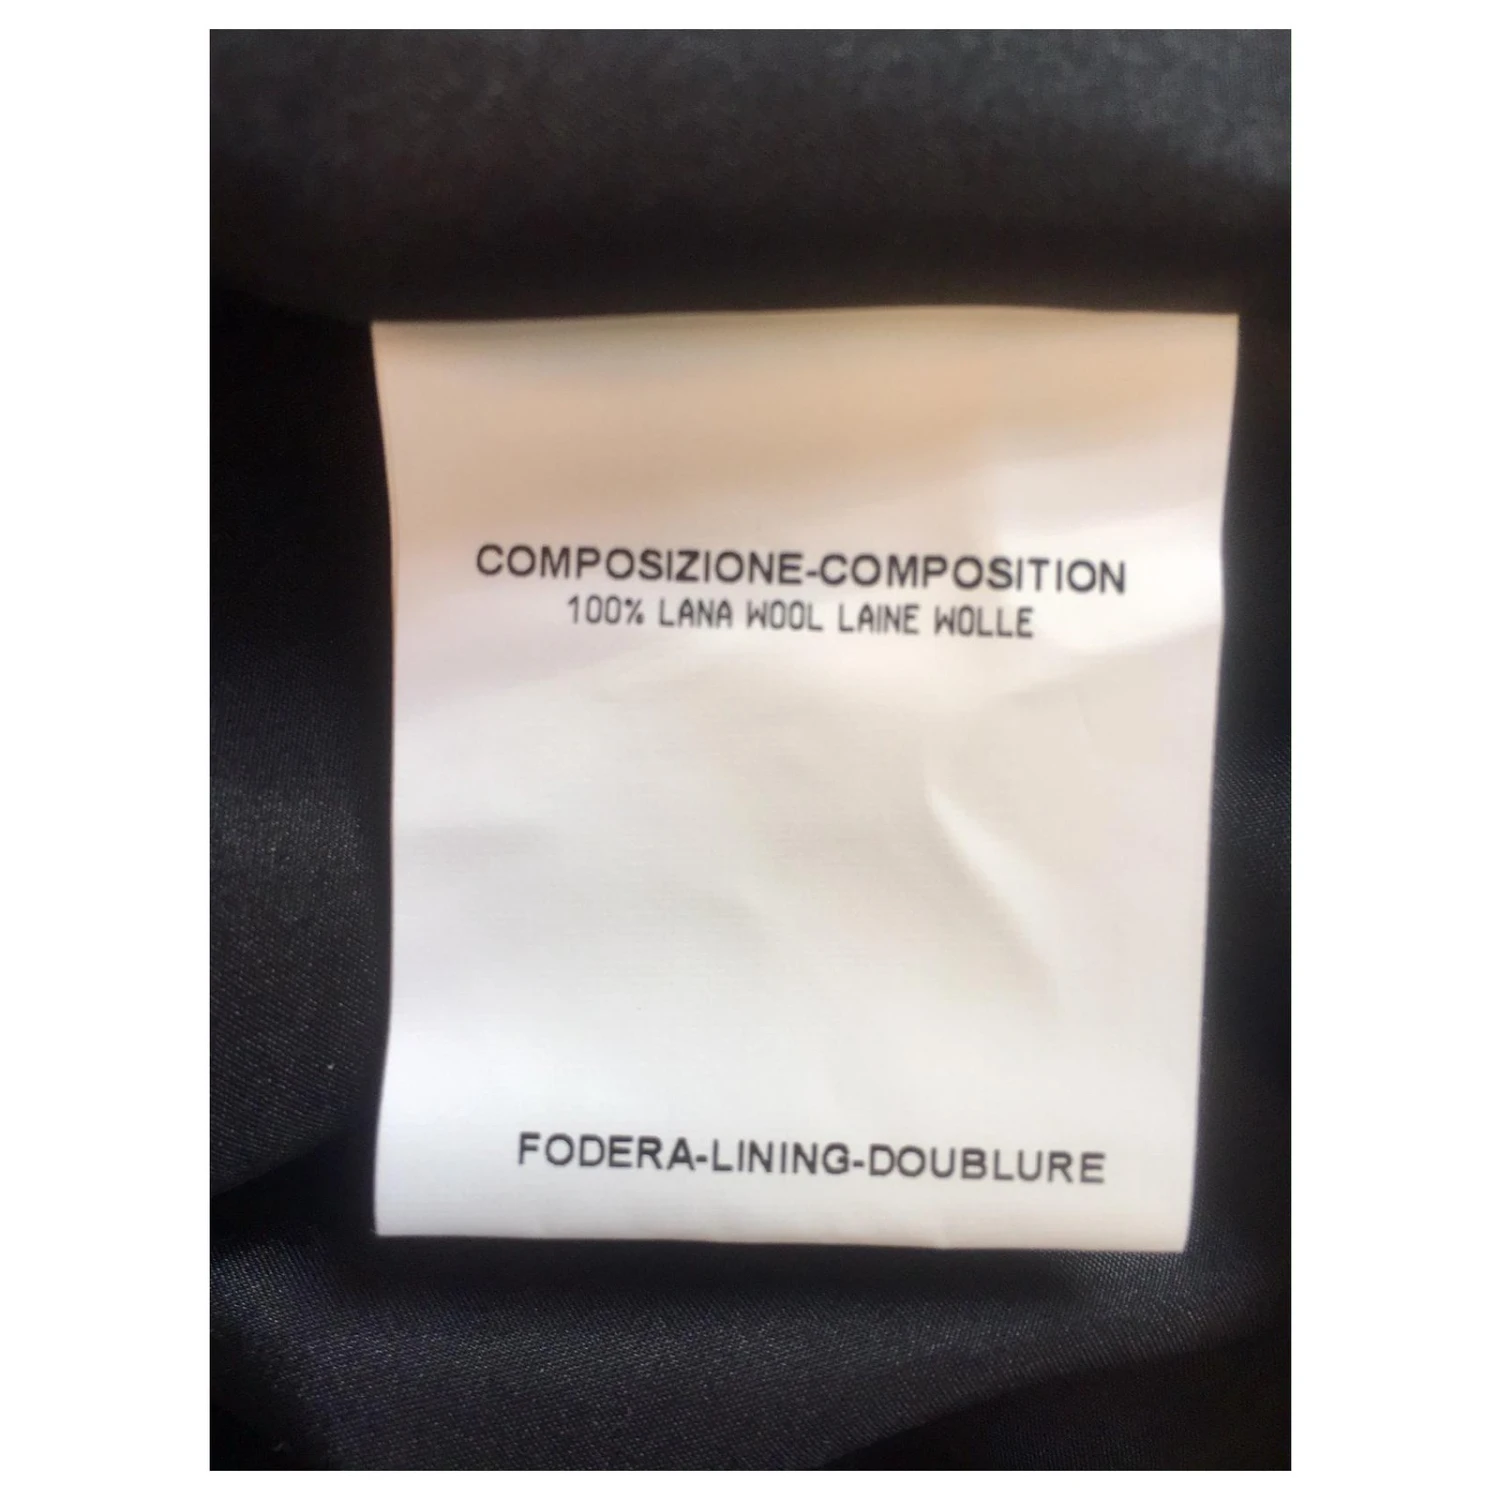 COMPOSIZIONE-COMPOSITION
100% LANA WOOL LAINE WOLLE
FODERA-LINING-DOUBLURE